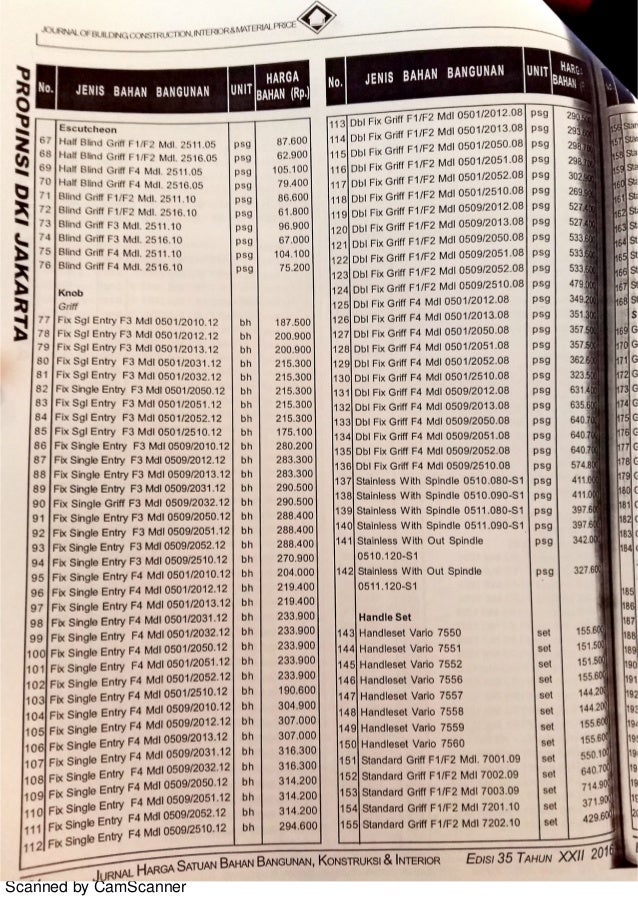 JOURNAL OF BUILDING, CONSTRUCTION, INTERIOR & MATERIAL PRICE
PROPINSI DKI JAKARTA
No. JENIS BAHAN BANGUNAN UNIT HARGA BAHAN (Rp.)
Escutcheon
67 Half Blind Griff F1/F2 Mdl. 2511.05 psg 87.600
68 Half Blind Griff F1/F2 Mdl. 2516.05 psg 62.900
69 Half Blind Griff F4 Mdl. 2511.05 psg 105.100
70 Half Blind Griff F4 Mdl. 2516.05 psg 79.400
71 Blind Griff F1/F2 Mdl. 2511.10 psg 86.600
72 Blind Griff F1/F2 Mdl. 2516.10 psg 61.800
73 Blind Griff F3 Mdl. 2511.10 psg 96.900
74 Blind Griff F3 Mdl. 2516.10 psg 67.000
75 Blind Griff F4 Mdl. 2511.10 psg 104.100
76 Blind Griff F4 Mdl. 2516.10 psg 75.200
Knob
Griff
77 Fix Sgl Entry F3 Mdl 0501/2010.12 bh 187.500
78 Fix Sgl Entry F3 Mdl 0501/2012.12 bh 200.900
79 Fix Sgl Entry F3 Mdl 0501/2013.12 bh 200.900
80 Fix Sgl Entry F3 Mdl 0501/2031.12 bh 215.300
81 Fix Sgl Entry F3 Mdl 0501/2032.12 bh 215.300
82 Fix Single Entry F3 Mdl 0501/2050.12 bh 215.300
83 Fix Sgl Entry F3 Mdl 0501/2051.12 bh 215.300
84 Fix Sgl Entry F3 Mdl 0501/2052.12 bh 215.300
85 Fix Sgl Entry F3 Mdl 0501/2510.12 bh 175.100
86 Fix Single Entry F3 Mdl 0509/2010.12 bh 280.200
87 Fix Single Entry F3 Mdl 0509/2012.12 bh 283.300
88 Fix Single Entry F3 Mdl 0509/2013.12 bh 283.300
89 Fix Single Entry F3 Mdl 0509/2031.12 bh 290.500
90 Fix Single Griff F3 Mdl 0509/2032.12 bh 290.500
91 Fix Single Entry F3 Mdl 0509/2050.12 bh 288.400
92 Fix Single Entry F3 Mdl 0509/2051.12 bh 288.400
93 Fix Single Entry F3 Mdl 0509/2052.12 bh 288.400
94 Fix Single Entry F3 Mdl 0509/2510.12 bh 270.900
95 Fix Single Entry F4 Mdl 0501/2010.12 bh 204.000
96 Fix Single Entry F4 Mdl 0501/2012.12 bh 219.400
97 Fix Single Entry F4 Mdl 0501/2013.12 bh 219.400
98 Fix Single Entry F4 Mdl 0501/2031.12 bh 233.900
99 Fix Single Entry F4 Mdl 0501/2032.12 bh 233.900
100 Fix Single Entry F4 Mdl 0501/2050.12 bh 233.900
101 Fix Single Entry F4 Mdl 0501/2051.12 bh 233.900
102 Fix Single Entry F4 Mdl 0501/2052.12 bh 233.900
103 Fix Single Entry F4 Mdl 0501/2510.12 bh 190.600
104 Fix Single Entry F4 Mdl 0509/2010.12 bh 304.900
105 Fix Single Entry F4 Mdl 0509/2012.12 bh 307.000
106 Fix Single Entry F4 Mdl 0509/2013.12 bh 307.000
107 Fix Single Entry F4 Mdl 0509/2031.12 bh 316.300
108 Fix Single Entry F4 Mdl 0509/2032.12 bh 316.300
109 Fix Single Entry F4 Mdl 0509/2050.12 bh 314.200
110 Fix Single Entry F4 Mdl 0509/2051.12 bh 314.200
111 Fix Single Entry F4 Mdl 0509/2052.12 bh 314.200
112 Fix Single Entry F4 Mdl 0509/2510.12 bh 294.600
No. JENIS BAHAN BANGUNAN UNIT BAHAN
113 Dbl Fix Griff F1/F2 Mdl 0501/2012.08 psg
114 Dbl Fix Griff F1/F2 Mdl 0501/2013.08 psg
115 Dbl Fix Griff F1/F2 Mdl 0501/2050.08 psg
116 Dbl Fix Griff F1/F2 Mdl 0501/2051.08 psg
117 Dbl Fix Griff F1/F2 Mdl 0501/2052.08 psg
118 Dbl Fix Griff F1/F2 Mdl 0501/2510.08 psg
119 Dbl Fix Griff F1/F2 Mdl 0509/2012.08 psg
120 Dbl Fix Griff F1/F2 Mdl 0509/2013.08 psg
121 Dbl Fix Griff F1/F2 Mdl 0509/2050.08 psg
122 Dbl Fix Griff F1/F2 Mdl 0509/2051.08 psg
123 Dbl Fix Griff F1/F2 Mdl 0509/2052.08 psg
124 Dbl Fix Griff F1/F2 Mdl 0509/2510.08 psg
125 Dbl Fix Griff F4 Mdl 0501/2012.08 psg
126 Dbl Fix Griff F4 Mdl 0501/2013.08 psg
127 Dbl Fix Griff F4 Mdl 0501/2050.08 psg
128 Dbl Fix Griff F4 Mdl 0501/2051.08 psg
129 Dbl Fix Griff F4 Mdl 0501/2052.08 psg
130 Dbl Fix Griff F4 Mdl 0501/2510.08 psg
131 Dbl Fix Griff F4 Mdl 0509/2012.08 psg
132 Dbl Fix Griff F4 Mdl 0509/2013.08 psg
133 Dbl Fix Griff F4 Mdl 0509/2050.08 psg
134 Dbl Fix Griff F4 Mdl 0509/2051.08 psg
135 Dbl Fix Griff F4 Mdl 0509/2052.08 psg
136 Dbl Fix Griff F4 Mdl 0509/2510.08 psg
137 Stainless With Spindle 0510.080-S1 psg
138 Stainless With Spindle 0510.090-S1 psg
139 Stainless With Spindle 0511.080-S1 psg
140 Stainless With Spindle 0511.090-S1 psg
141 Stainless With Out Spindle psg 342.00
0510.120-S1
142 Stainless With Out Spindle psg 327.60
0511.120-S1
Handle Set
143 Handleset Vario 7550 set 155.600
144 Handleset Vario 7551 set 151.50
145 Handleset Vario 7552 set 151.50
146 Handleset Vario 7556 set 155.60
147 Handleset Vario 7557 set 144.20
148 Handleset Vario 7558 set 144.20
149 Handleset Vario 7559 set 155.60
150 Handleset Vario 7560 set 155.60
151 Standard Griff F1/F2 Mdl. 7001.09 set 550.10
152 Standard Griff F1/F2 Mdl 7002.09 set 640.70
153 Standard Griff F1/F2 Mdl 7003.09 set 714.90
154 Standard Griff F1/F2 Mdl 7201.10 set 371.90
155 Standard Griff F1/F2 Mdl 7202.10 set 429.60
JURNAL HARGA SATUAN BAHAN BANGUNAN, KONSTRUKSI & INTERIOR EDISI 35 TAHUN XXII 2016
Scanned by CamScanner